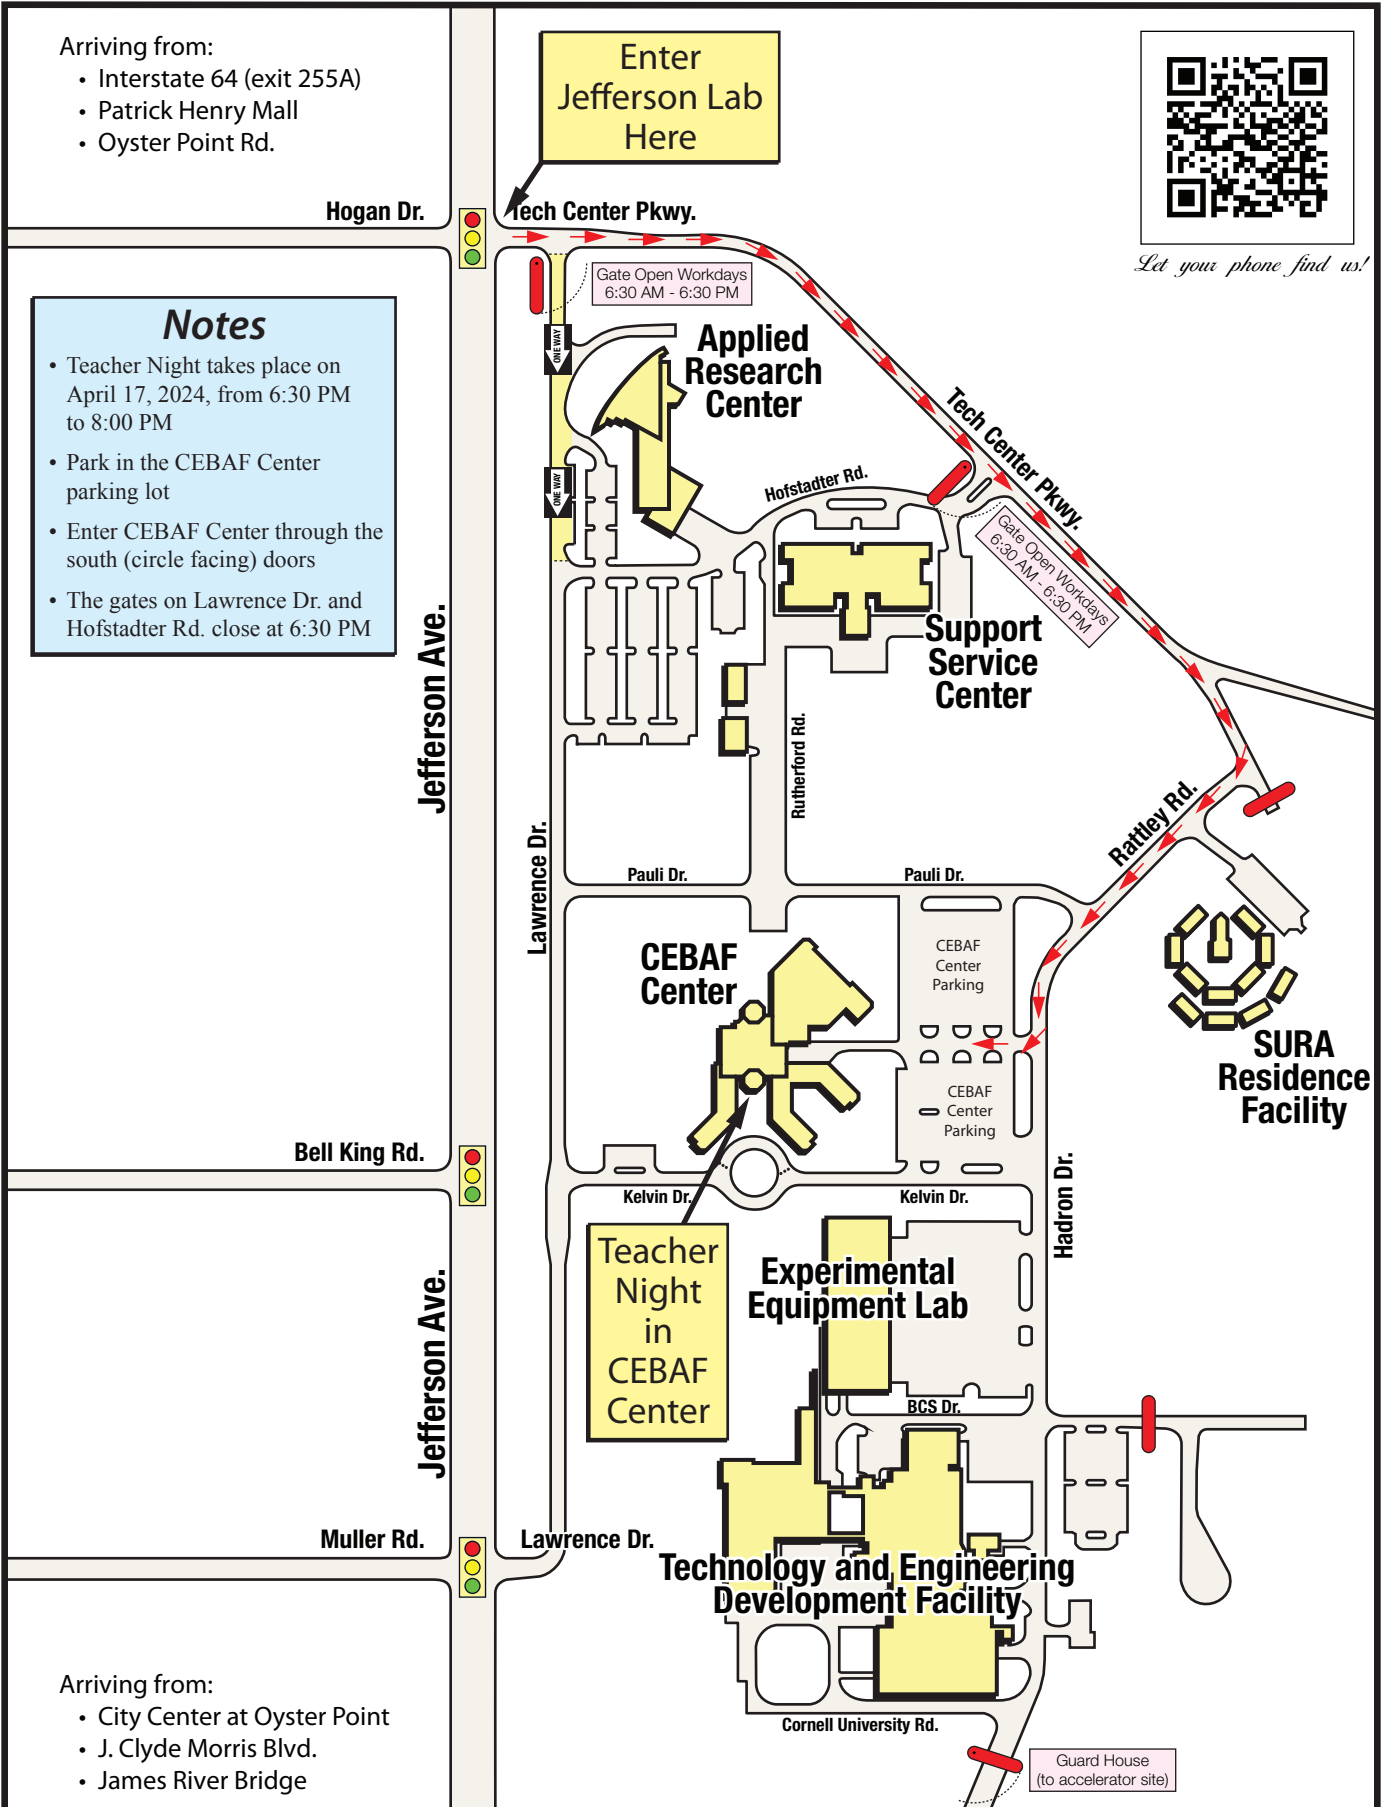 Arriving from:
• Interstate 64 (exit 255A)
• Patrick Henry Mall
• Oyster Point Rd.
Enter
Jefferson Lab
Here
Let your phone find us!
Hogan Dr.
Tech Center Pkwy.
Gate Open Workdays
6:30 AM - 6:30 PM
Notes
• Teacher Night takes place on
April 17, 2024, from 6:30 PM
to 8:00 PM
• Park in the CEBAF Center
parking lot
• Enter CEBAF Center through the
south (circle facing) doors
• The gates on Lawrence Dr. and
Hofstadter Rd. close at 6:30 PM
ONE WAY
Applied
Research
Center
ONE WAY
Hofstadter Rd.
Tech Center Pkwy.
Gate Open Workdays
6:30 AM - 6:30 PM
Support
Service
Center
Jefferson Ave.
Rutherford Rd.
Lawrence Dr.
Rattley Rd.
Pauli Dr.
Pauli Dr.
CEBAF
Center
CEBAF
Center
Parking
SURA
Residence
Facility
CEBAF
Center
Parking
Bell King Rd.
Kelvin Dr.
Kelvin Dr.
Hadron Dr.
Teacher
Night
in
CEBAF
Center
Experimental
Equipment Lab
Jefferson Ave.
BCS Dr.
Muller Rd.
Lawrence Dr.
Technology and Engineering
Development Facility
Arriving from:
• City Center at Oyster Point
• J. Clyde Morris Blvd.
• James River Bridge
Cornell University Rd.
Guard House
(to accelerator site)